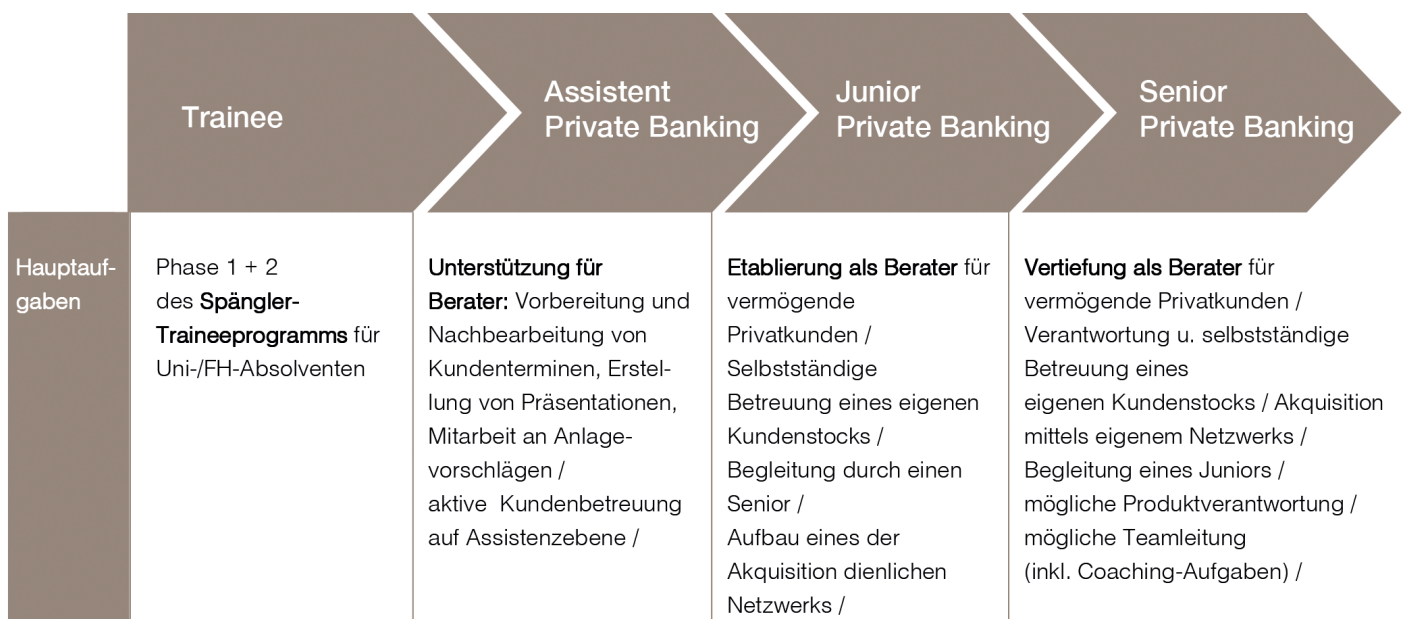 Trainee
Assistent
Private Banking
Junior
Private Banking
Senior
Private Banking
Hauptauf-
gaben
Phase 1 + 2
des Spängler-
Traineeprogramms für
Uni-/FH-Absolventen
Unterstützung für
Berater: Vorbereitung und
Nachbearbeitung von
Kundenterminen, Erstel-
lung von Präsentationen,
Mitarbeit an Anlage-
vorschlägen /
aktive  Kundenbetreuung
auf Assistenzebene /
Etablierung als Berater für
vermögende
Privatkunden /
Selbstständige
Betreuung eines eigenen
Kundenstocks /
Begleitung durch einen
Senior /
Aufbau eines der
Akquisition dienlichen
Netzwerks /
Vertiefung als Berater für
vermögende Privatkunden /
Verantwortung u. selbstständige
Betreuung eines
eigenen Kundenstocks / Akquisition
mittels eigenem Netzwerks /
Begleitung eines Juniors /
mögliche Produktverantwortung /
mögliche Teamleitung
(inkl. Coaching-Aufgaben) /